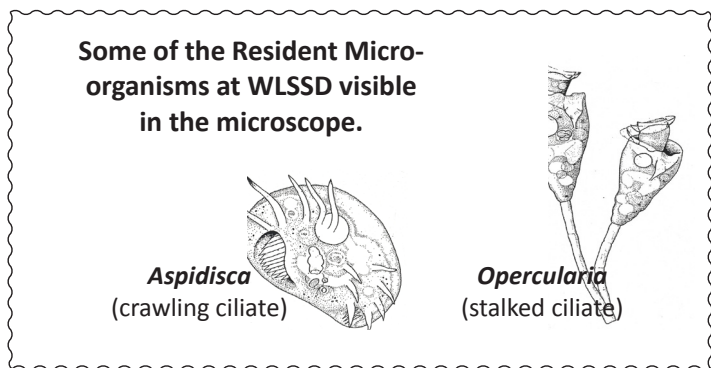 Some of the Resident Micro-
organisms at WLSSD visible
in the microscope.
Aspidisca
(crawling ciliate)
Opercularia
(stalked ciliate)